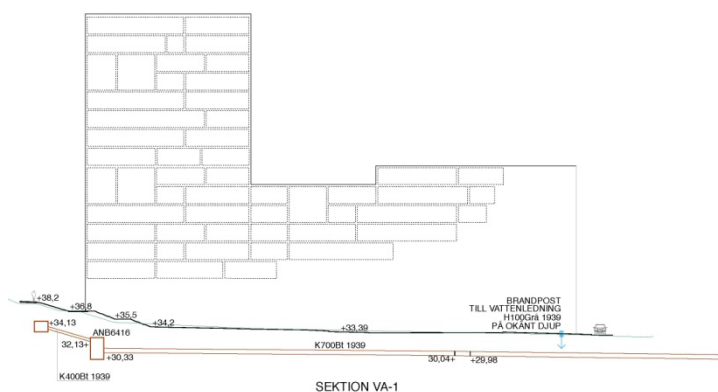 BRANDPOST
TILL VATTENLEDNING
H100Grå 1939
PÅ OKÄNT DJUP
+38,2
+36,8
+35,5
+34,2
+33,39
+34,13
ANB6416
32,13+
+30,33
K700Bt 1939
30,04+
+29,98
K400Bt 1939
SEKTION VA-1